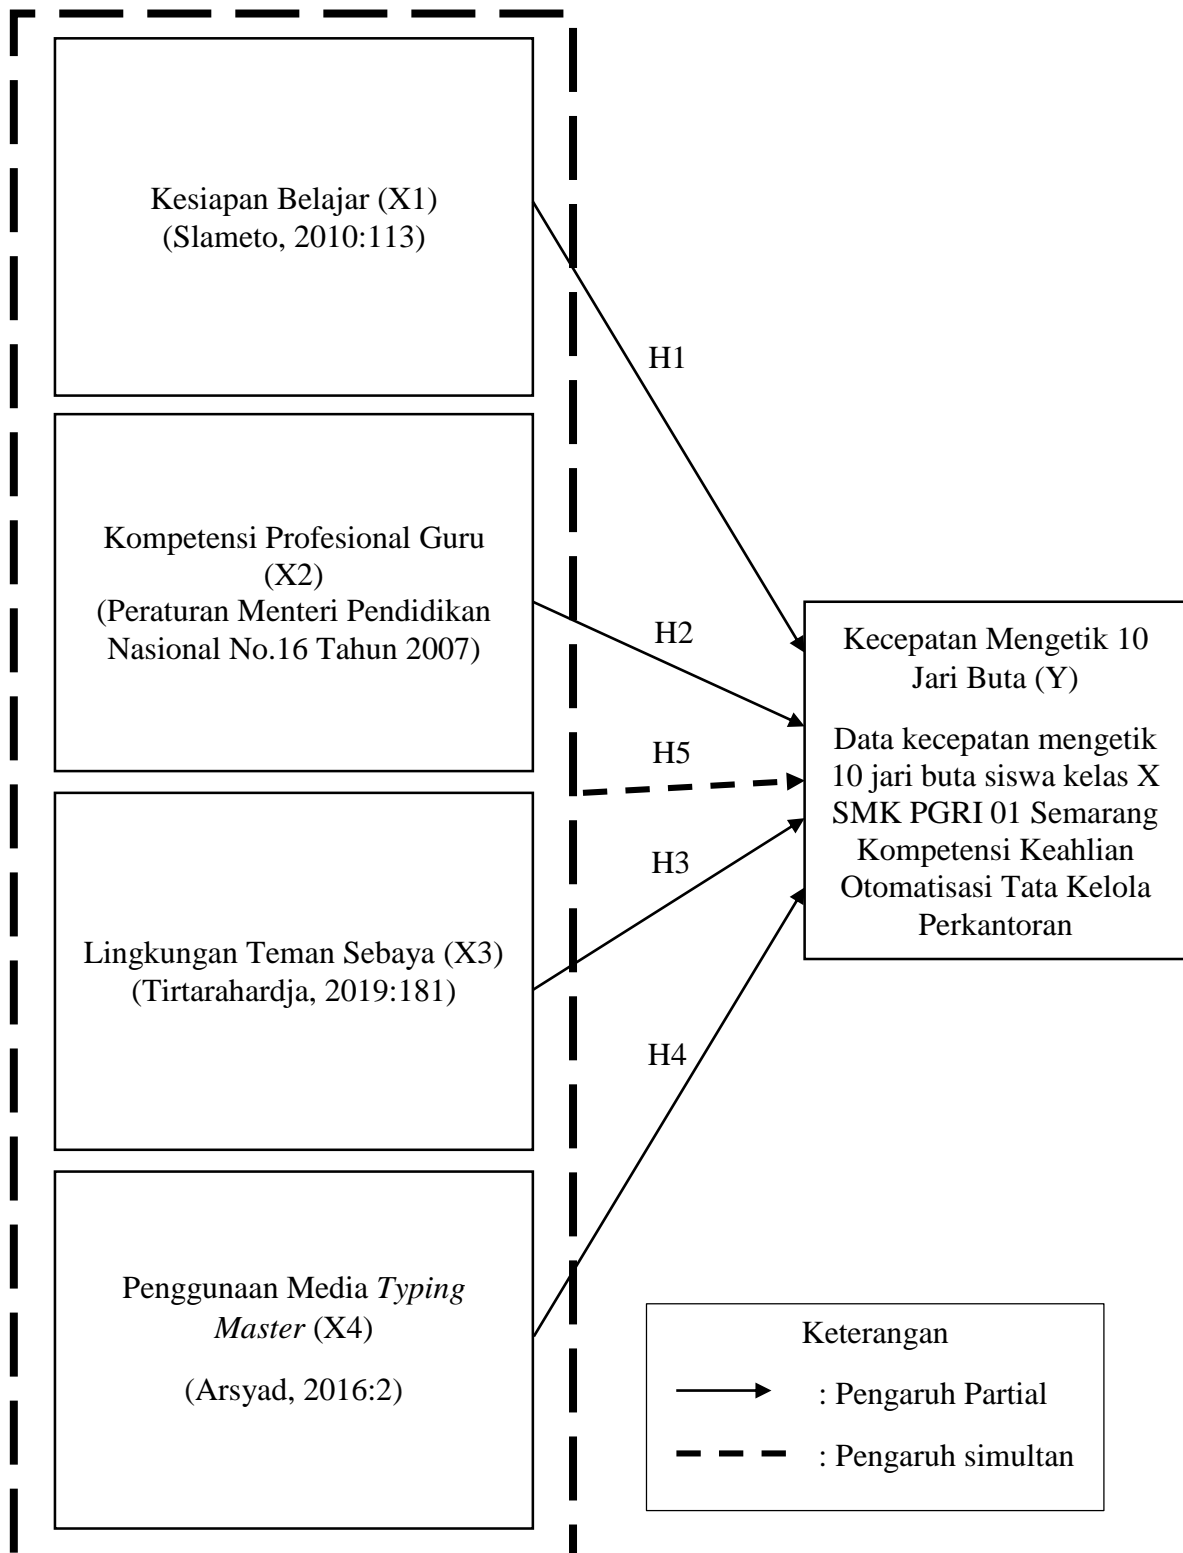 Kesiapan Belajar (X1)
(Slameto, 2010:113)
H1
Kompetensi Profesional Guru
(X2)
(Peraturan Menteri Pendidikan
Nasional No.16 Tahun 2007)
H2
H5
Lingkungan Teman Sebaya (X3)
(Tirtarahardja, 2019:181)
H3
Penggunaan Media Typing
Master (X4)
(Arsyad, 2016:2)
H4
Kecepatan Mengetik 10
Jari Buta (Y)
Data kecepatan mengetik
10 jari buta siswa kelas X
SMK PGRI 01 Semarang
Kompetensi Keahlian
Otomatisasi Tata Kelola
Perkantoran
Keterangan
: Pengaruh Partial
: Pengaruh simultan